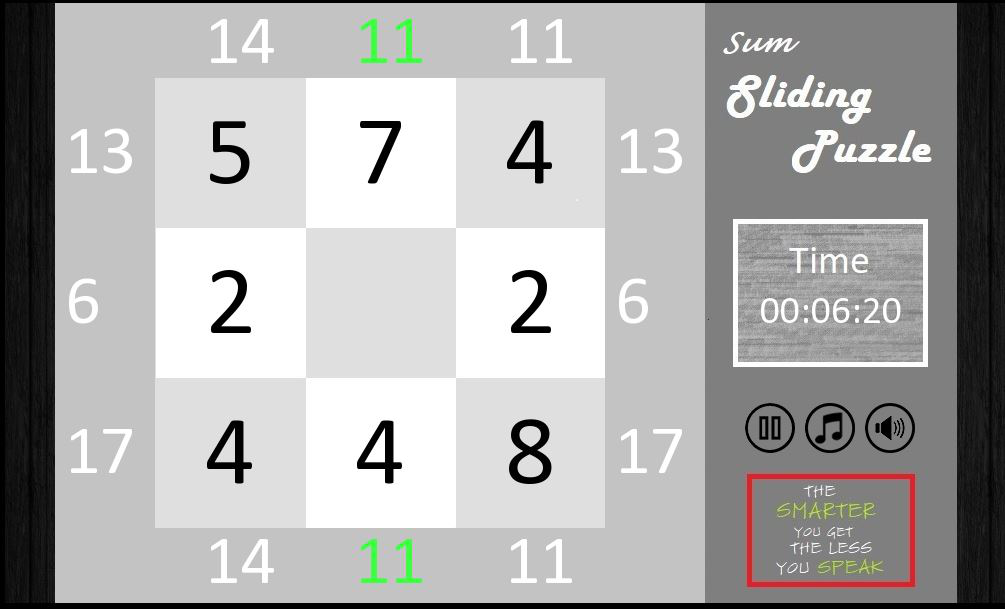 14 11 11
Sum
Sliding
Puzzle
13 5 7 4 13
6 2 2 6
17 4 4 8 17
14 11 11
Time
00:06:20
THE
SMARTER
YOU GET
THE LESS
YOU SPEAK